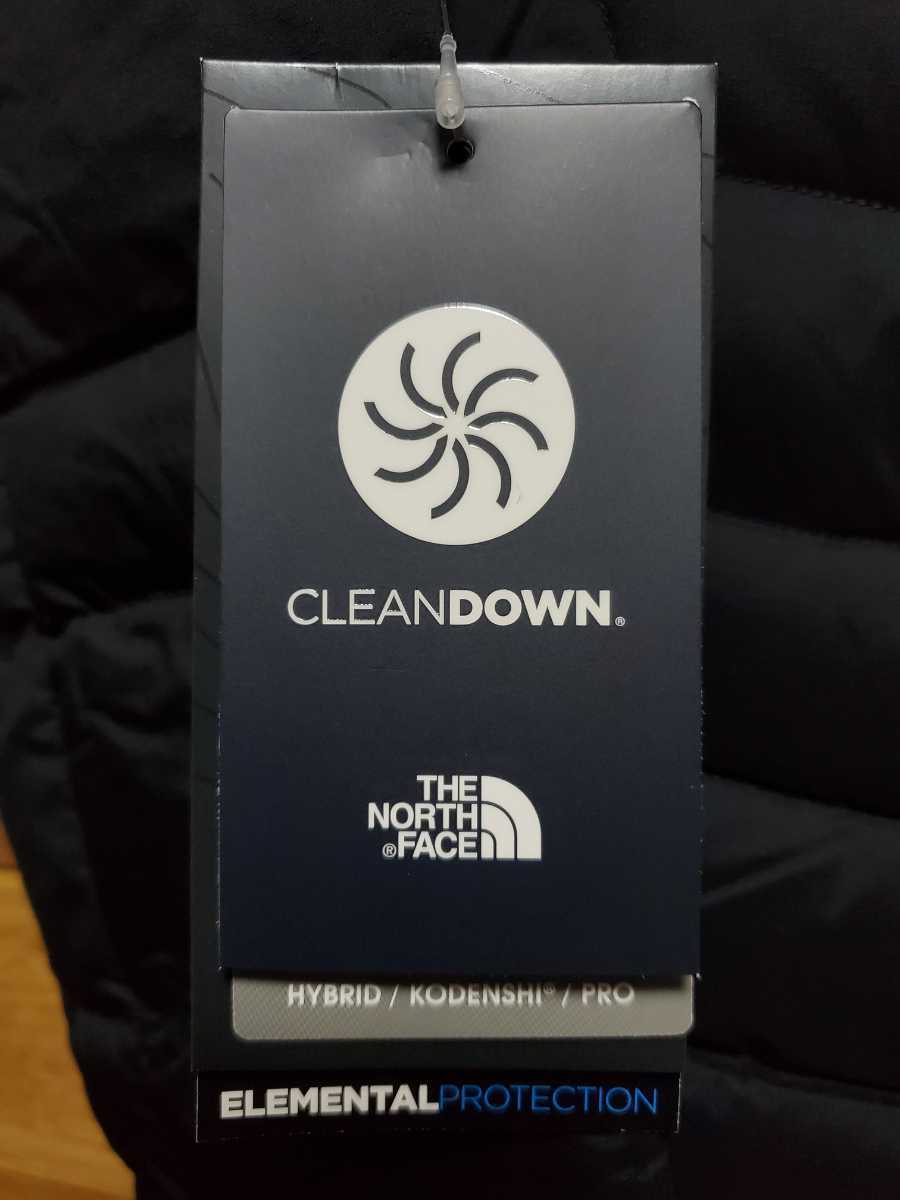 CLEANDOWN®
THE
NORTH
®FACE
HYBRID / KODENSHI® / PRO
ELEMENTALPROTECTION